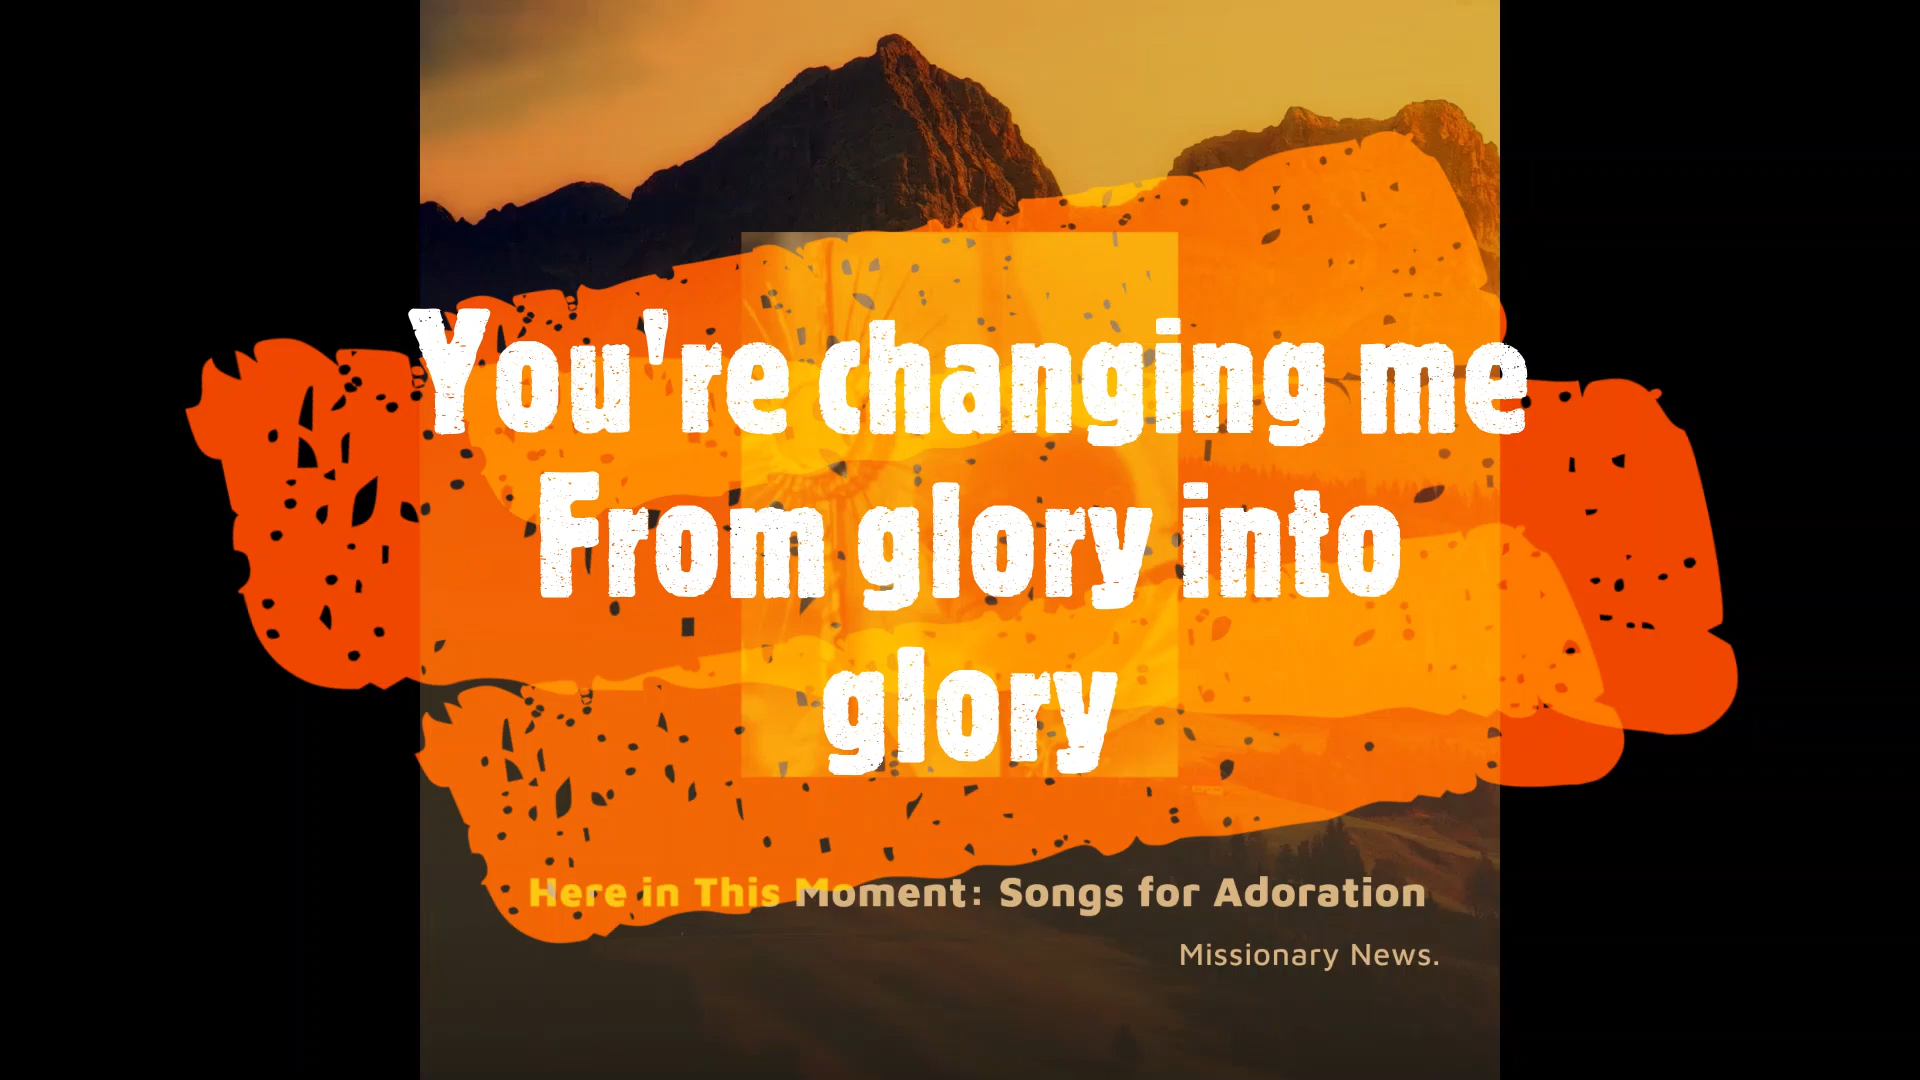 You're changing me
From glory into
glory
Here in This Moment: Songs for Adoration
Missionary News.